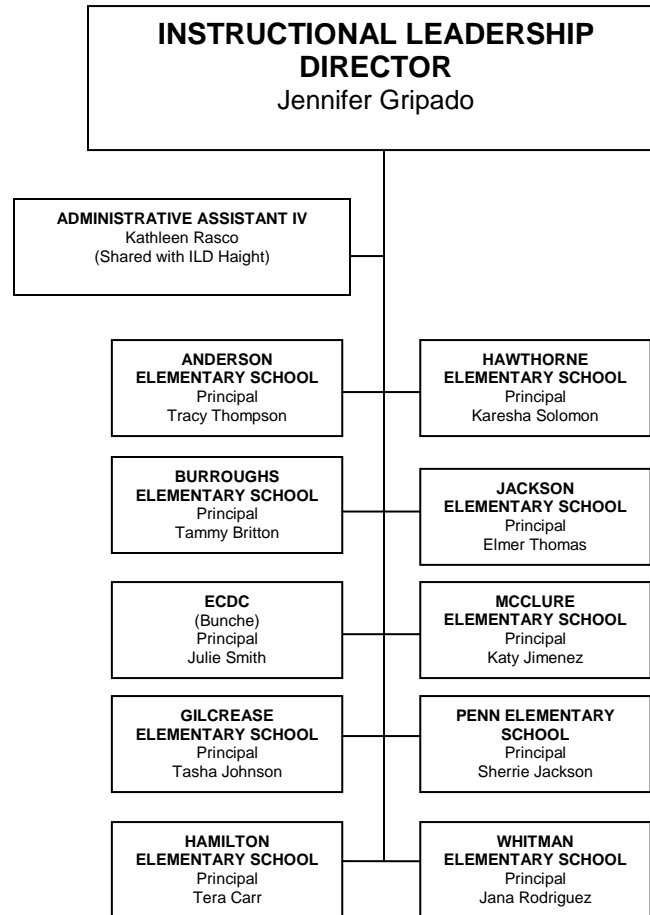 INSTRUCTIONAL LEADERSHIP
DIRECTOR
Jennifer Gripado
ADMINISTRATIVE ASSISTANT IV
Kathleen Rasco
(Shared with ILD Haight)
ANDERSON
ELEMENTARY SCHOOL
Principal
Tracy Thompson
HAWTHORNE
ELEMENTARY SCHOOL
Principal
Karesha Solomon
BURROUGHS
ELEMENTARY SCHOOL
Principal
Tammy Britton
JACKSON
ELEMENTARY SCHOOL
Principal
Elmer Thomas
ECDC
(Bunche)
Principal
Julie Smith
MCCLURE
ELEMENTARY SCHOOL
Principal
Katy Jimenez
GILCREASE
ELEMENTARY SCHOOL
Principal
Tasha Johnson
PENN ELEMENTARY
SCHOOL
Principal
Sherrie Jackson
HAMILTON
ELEMENTARY SCHOOL
Principal
Tera Carr
WHITMAN
ELEMENTARY SCHOOL
Principal
Jana Rodriguez